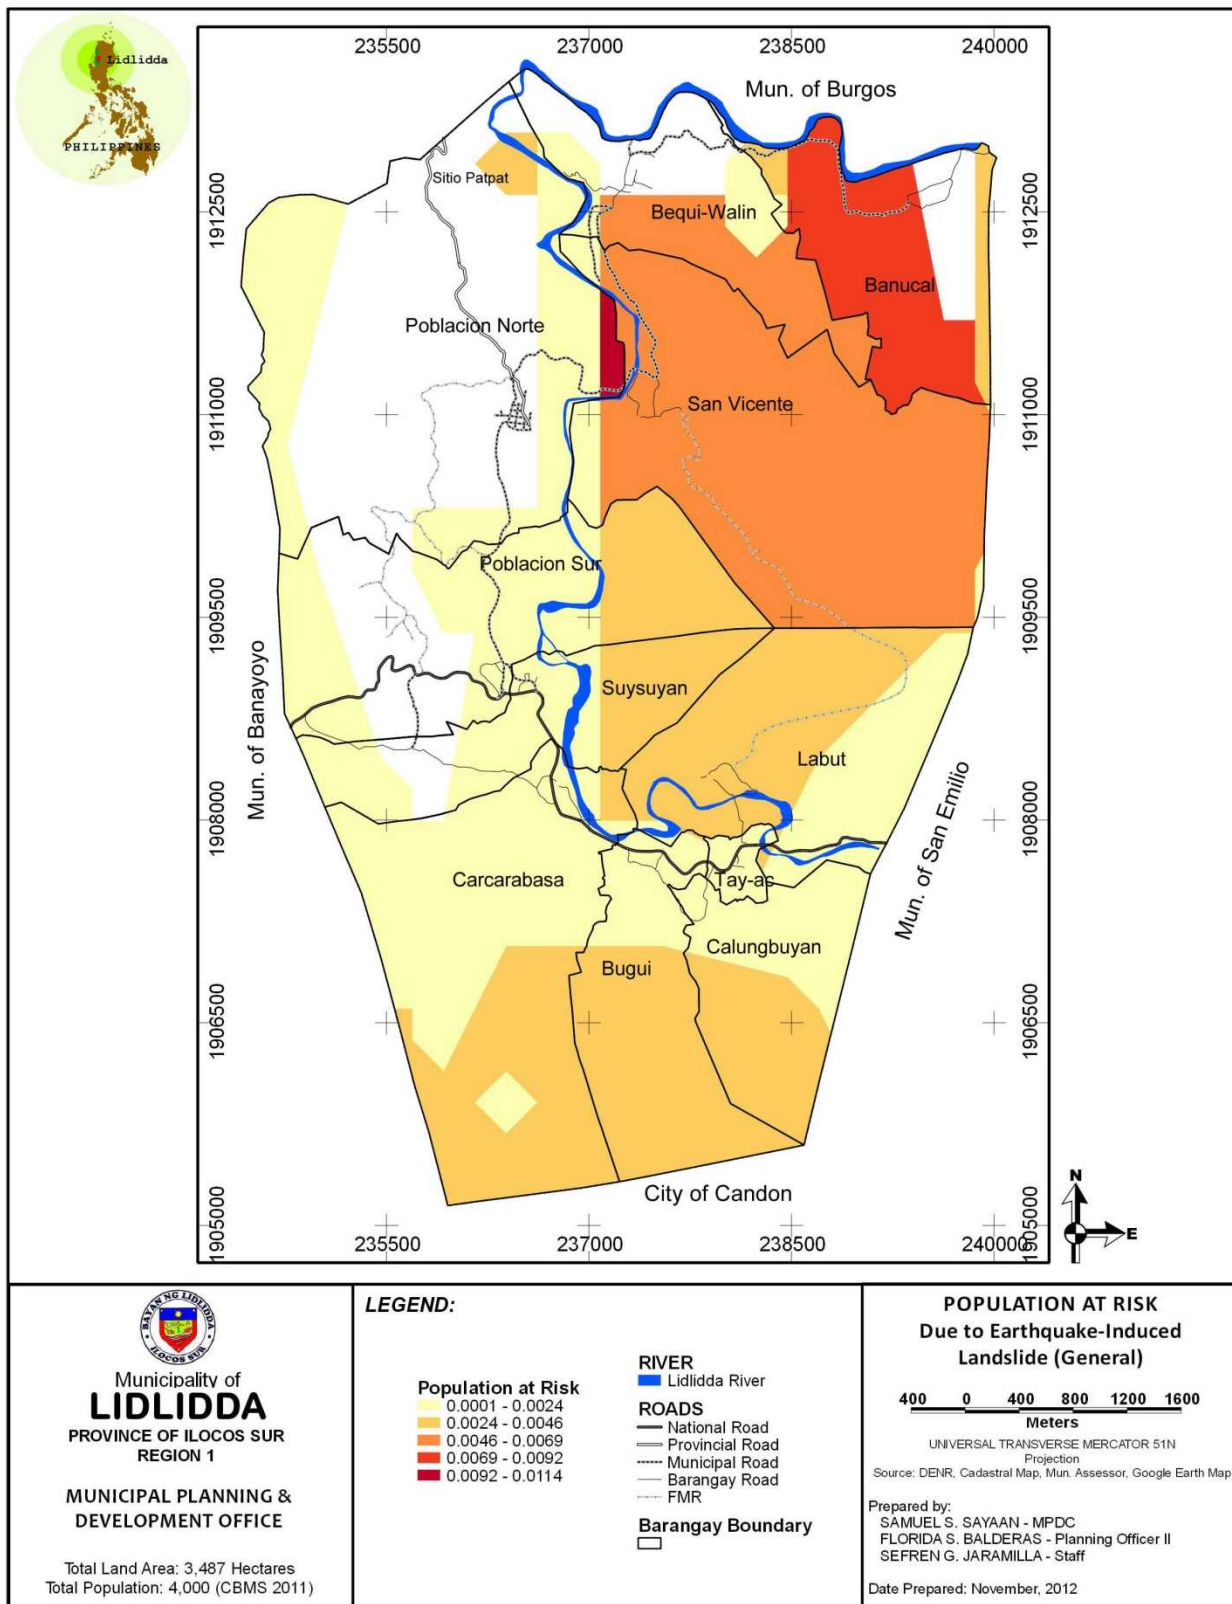 Lidlidda
PHILIPPINES
235500
237000
238500
240000
Mun. of Burgos
Sitio Patpat
1912500
1912500
Bequi-Walin
Banucal
Poblacion Norte
San Vicente
1911000
1911000
Poblacion Sur
1909500
1909500
Suysuyan
Labut
Mun. of Banayoyo
Mun. of San Emilio
1908000
1908000
Carcarabasa
Tay-ac
Calungbuyan
Bugui
1906500
1906500
City of Candon
1905000
1905000
235500
237000
238500
240000
N
E
BAYAN NG LIDLIDDA
ILOCOS SUR
Municipality of
LIDLIDDA
PROVINCE OF ILOCOS SUR
REGION 1
MUNICIPAL PLANNING &
DEVELOPMENT OFFICE
Total Land Area: 3,487 Hectares
Total Population: 4,000 (CBMS 2011)
LEGEND:
Population at Risk
0.0001 - 0.0024
0.0024 - 0.0046
0.0046 - 0.0069
0.0069 - 0.0092
0.0092 - 0.0114
RIVER
Lidlidda River
ROADS
National Road
Provincial Road
Municipal Road
Barangay Road
FMR
Barangay Boundary
POPULATION AT RISK
Due to Earthquake-Induced
Landslide (General)
400 0 400 800 1200 1600
Meters
UNIVERSAL TRANSVERSE MERCATOR 51N
Projection
Source: DENR, Cadastral Map, Mun. Assessor, Google Earth Map
Prepared by:
SAMUEL S. SAYAAN - MPDC
FLORIDA S. BALDERAS - Planning Officer II
SEFREN G. JARAMILLA - Staff
Date Prepared: November, 2012